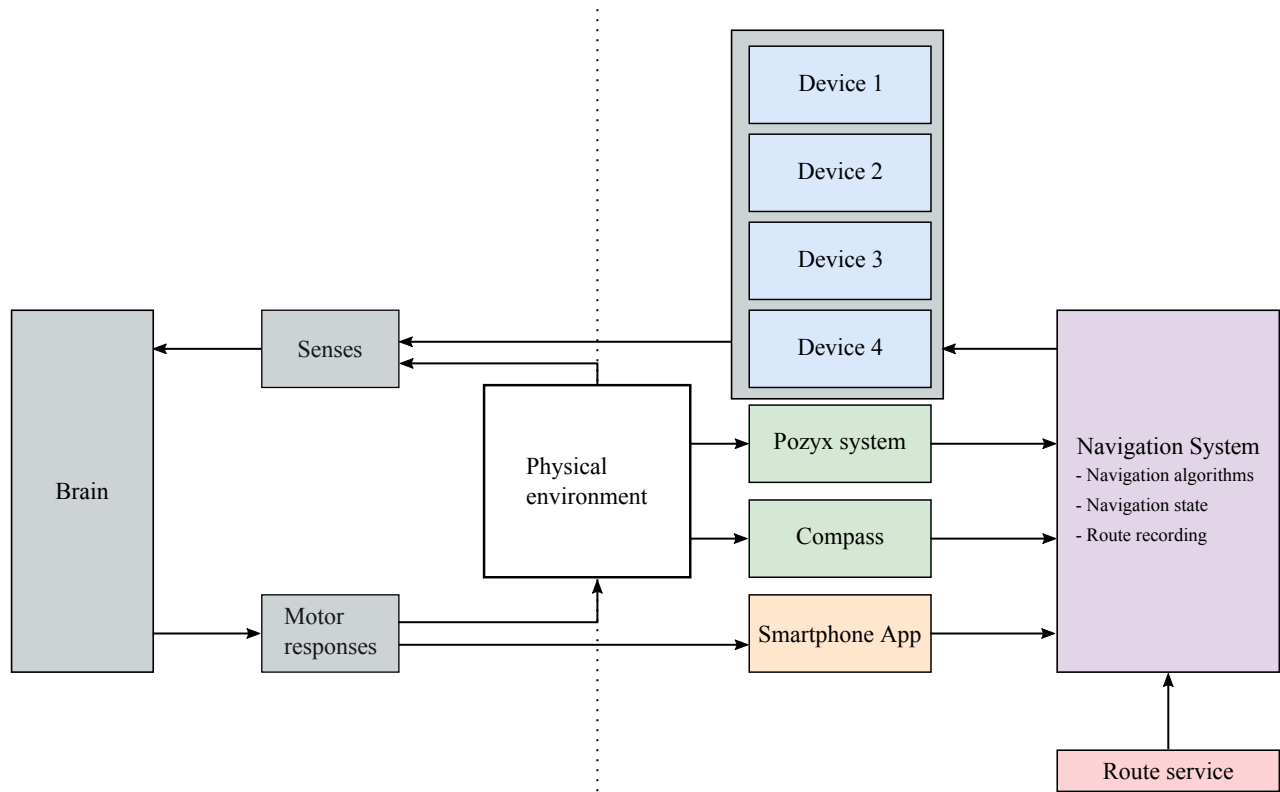 Device 1
Device 2
Device 3
Device 4
Senses
Brain
Physical
environment
Pozyx system
Compass
Motor
responses
Smartphone App
Navigation System
- Navigation algorithms
- Navigation state
- Route recording
Route service